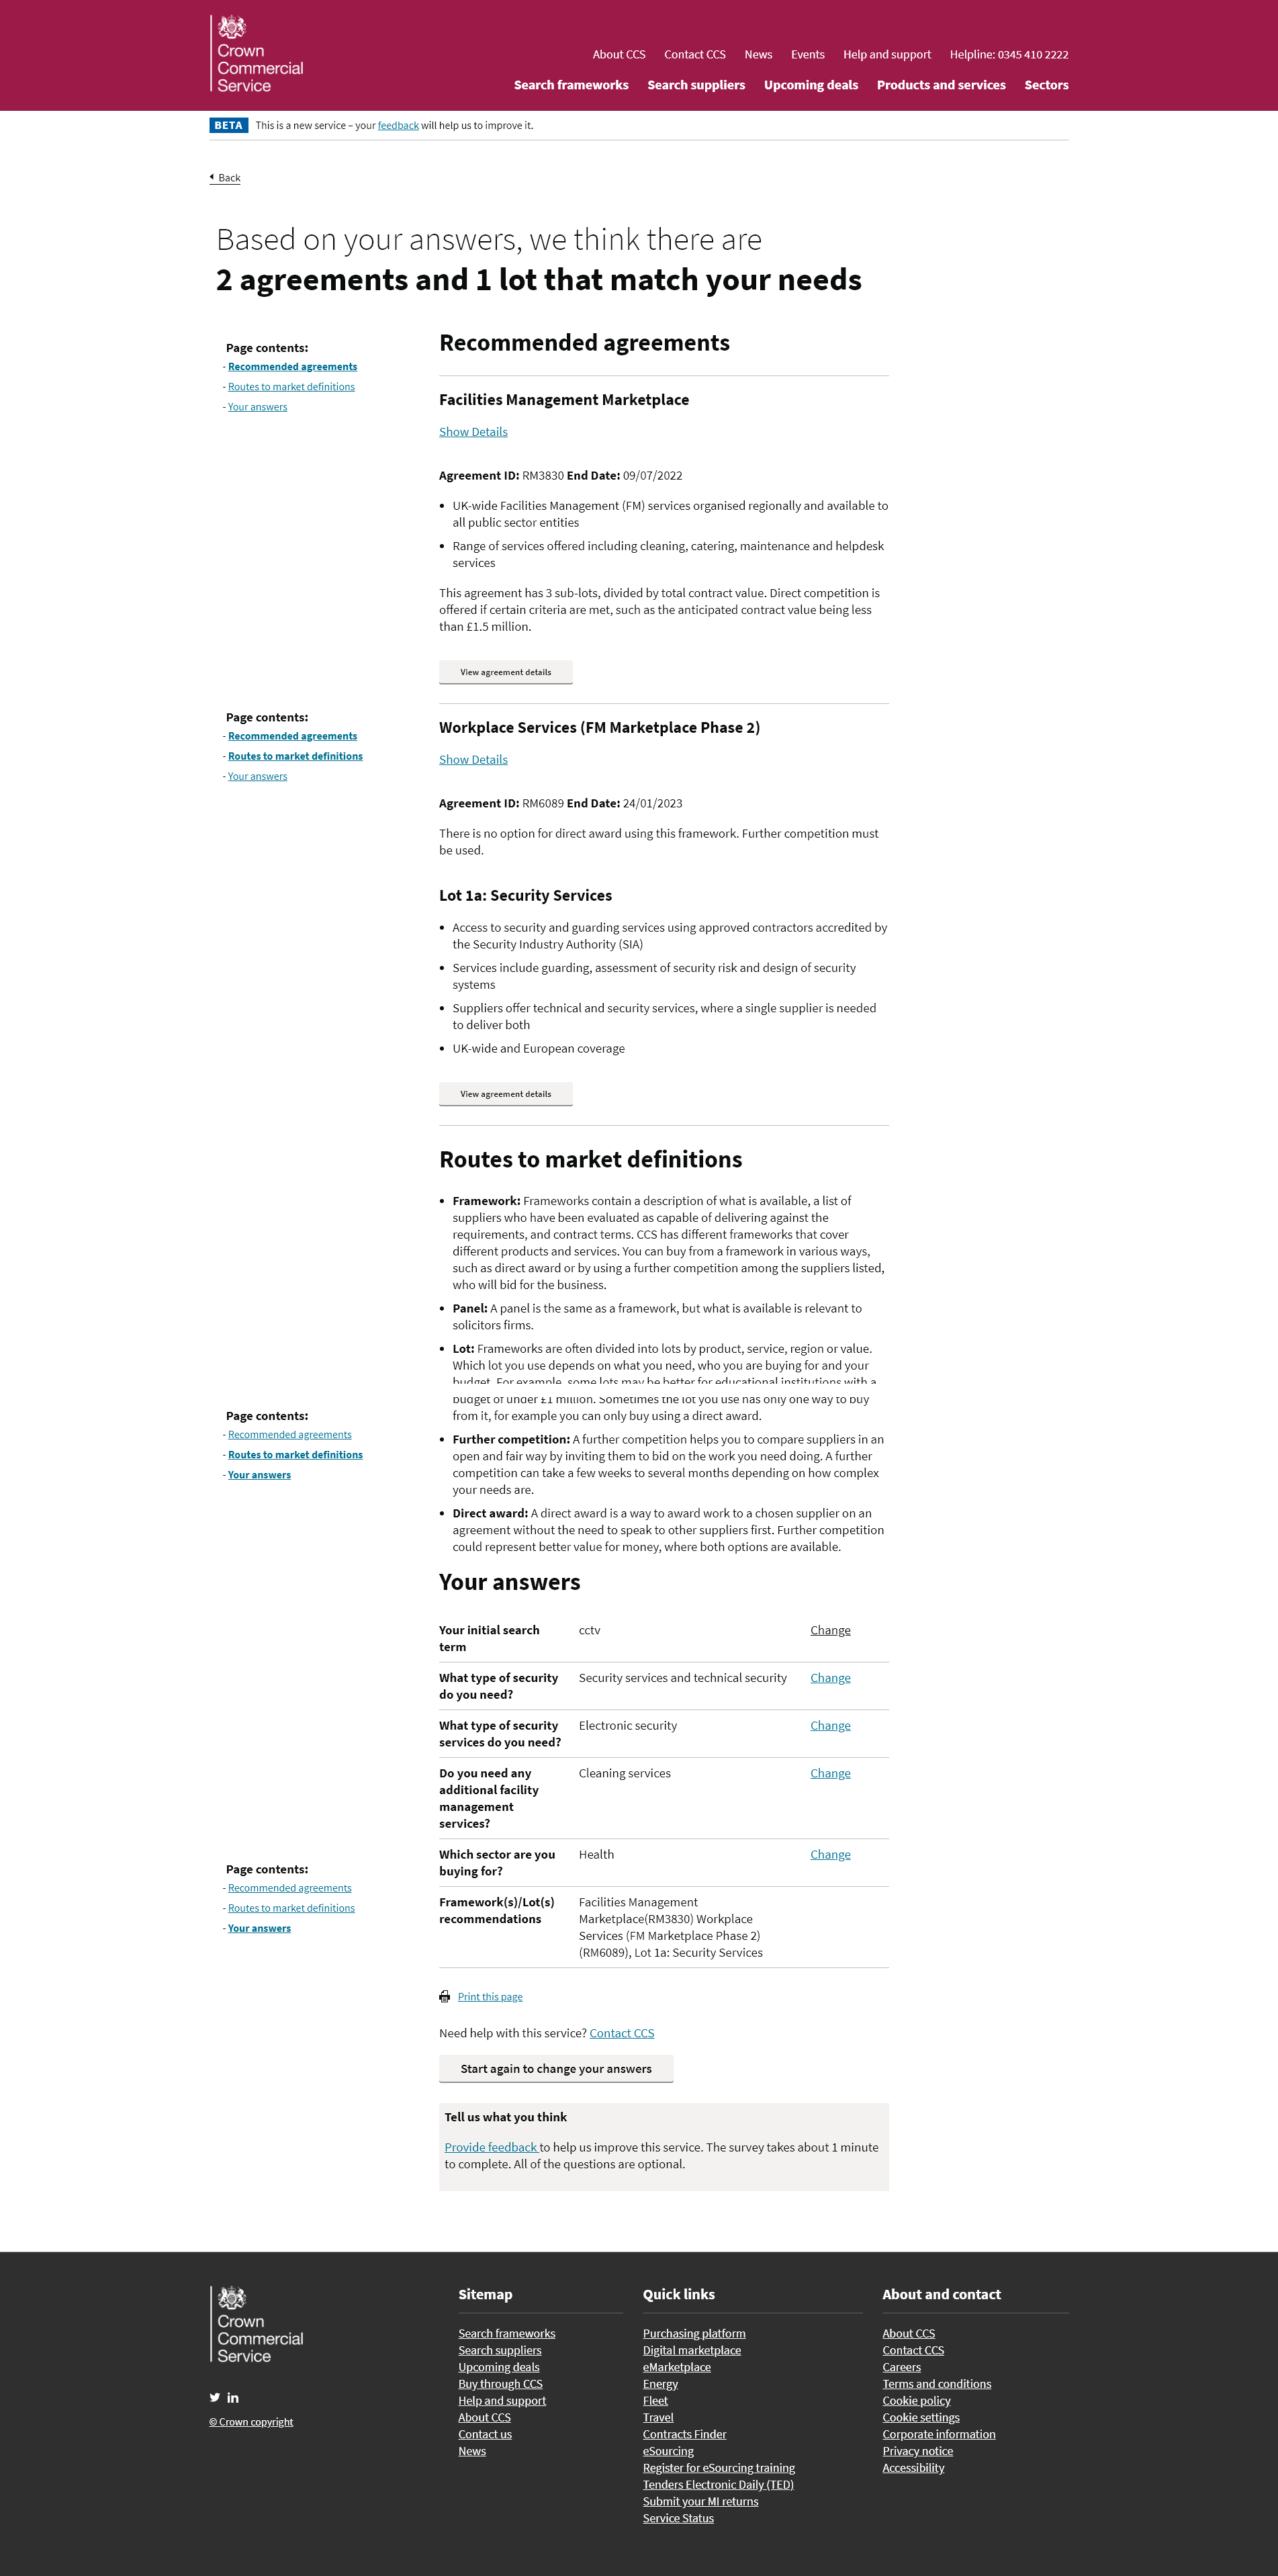 Crown
Commercial
Service
About CCS
Contact CCS
News
Events
Help and support
Helpline: 0345 410 2222
Search frameworks
Search suppliers
Upcoming deals
Products and services
Sectors
BETA
This is a new service – your feedback will help us to improve it.
Back
Based on your answers, we think there are
2 agreements and 1 lot that match your needs
Page contents:
- Recommended agreements
- Routes to market definitions
- Your answers
Recommended agreements
Facilities Management Marketplace
Show Details
Agreement ID: RM3830 End Date: 09/07/2022
• UK-wide Facilities Management (FM) services organised regionally and available to
all public sector entities
• Range of services offered including cleaning, catering, maintenance and helpdesk
services
This agreement has 3 sub-lots, divided by total contract value. Direct competition is
offered if certain criteria are met, such as the anticipated contract value being less
than £1.5 million.
View agreement details
Page contents:
- Recommended agreements
- Routes to market definitions
- Your answers
Workplace Services (FM Marketplace Phase 2)
Show Details
Agreement ID: RM6089 End Date: 24/01/2023
There is no option for direct award using this framework. Further competition must
be used.
Lot 1a: Security Services
• Access to security and guarding services using approved contractors accredited by
the Security Industry Authority (SIA)
• Services include guarding, assessment of security risk and design of security
systems
• Suppliers offer technical and security services, where a single supplier is needed
to deliver both
• UK-wide and European coverage
View agreement details
Routes to market definitions
• Framework: Frameworks contain a description of what is available, a list of
suppliers who have been evaluated as capable of delivering against the
requirements, and contract terms. CCS has different frameworks that cover
different products and services. You can buy from a framework in various ways,
such as direct award or by using a further competition among the suppliers listed,
who will bid for the business.
• Panel: A panel is the same as a framework, but what is available is relevant to
solicitors firms.
• Lot: Frameworks are often divided into lots by product, service, region or value.
Which lot you use depends on what you need, who you are buying for and your
budget. For example, some lots may be better for educational institutions with a
budget of under £1 million. Sometimes the lot you use has only one way to buy
from it, for example you can only buy using a direct award.
Page contents:
- Recommended agreements
- Routes to market definitions
- Your answers
• Further competition: A further competition helps you to compare suppliers in an
open and fair way by inviting them to bid on the work you need doing. A further
competition can take a few weeks to several months depending on how complex
your needs are.
• Direct award: A direct award is a way to award work to a chosen supplier on an
agreement without the need to speak to other suppliers first. Further competition
could represent better value for money, where both options are available.
Your answers
Your initial search
term
cctv
Change
What type of security
do you need?
Security services and technical security
Change
What type of security
services do you need?
Electronic security
Change
Do you need any
additional facility
management
services?
Cleaning services
Change
Which sector are you
buying for?
Health
Change
Page contents:
- Recommended agreements
- Routes to market definitions
- Your answers
Framework(s)/Lot(s)
recommendations
Facilities Management
Marketplace(RM3830) Workplace
Services (FM Marketplace Phase 2)
(RM6089), Lot 1a: Security Services
Print this page
Need help with this service? Contact CCS
Start again to change your answers
Tell us what you think
Provide feedback to help us improve this service. The survey takes about 1 minute
to complete. All of the questions are optional.
Crown
Commercial
Service
© Crown copyright
Sitemap
Search frameworks
Search suppliers
Upcoming deals
Buy through CCS
Help and support
About CCS
Contact us
News
Quick links
Purchasing platform
Digital marketplace
eMarketplace
Energy
Fleet
Travel
Contracts Finder
eSourcing
Register for eSourcing training
Tenders Electronic Daily (TED)
Submit your MI returns
Service Status
About and contact
About CCS
Contact CCS
Careers
Terms and conditions
Cookie policy
Cookie settings
Corporate information
Privacy notice
Accessibility